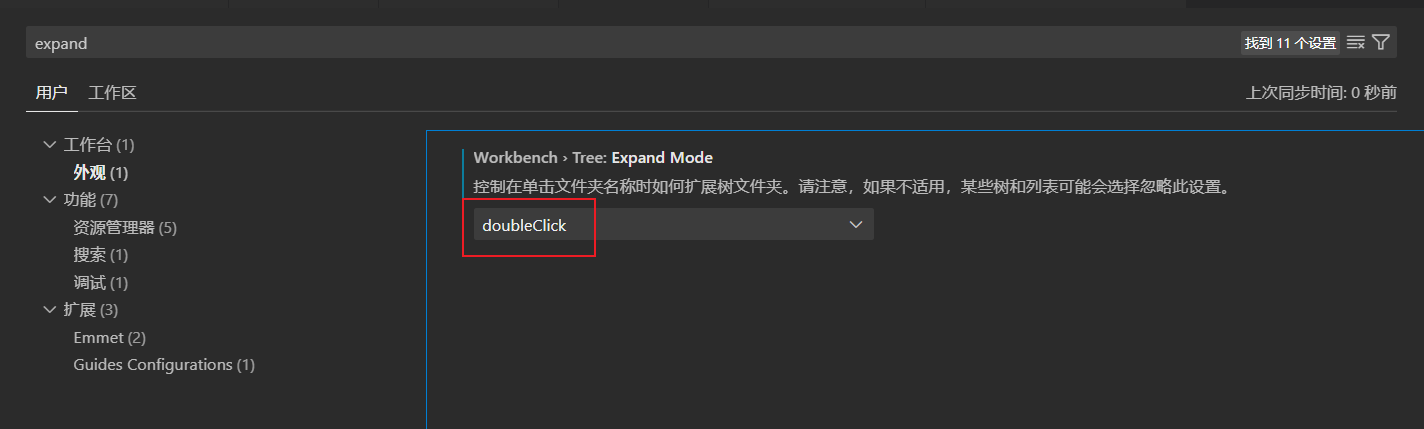 expand
找到 11 个设置
用户 工作区
上次同步时间: 0 秒前
工作台 (1)
外观 (1)
功能 (7)
资源管理器 (5)
搜索 (1)
调试 (1)
扩展 (3)
Emmet (2)
Guides Configurations (1)
Workbench › Tree: Expand Mode
控制在单击文件夹名称时如何扩展树文件夹。请注意，如果不适用，某些树和列表可能会选择忽略此设置。
doubleClick